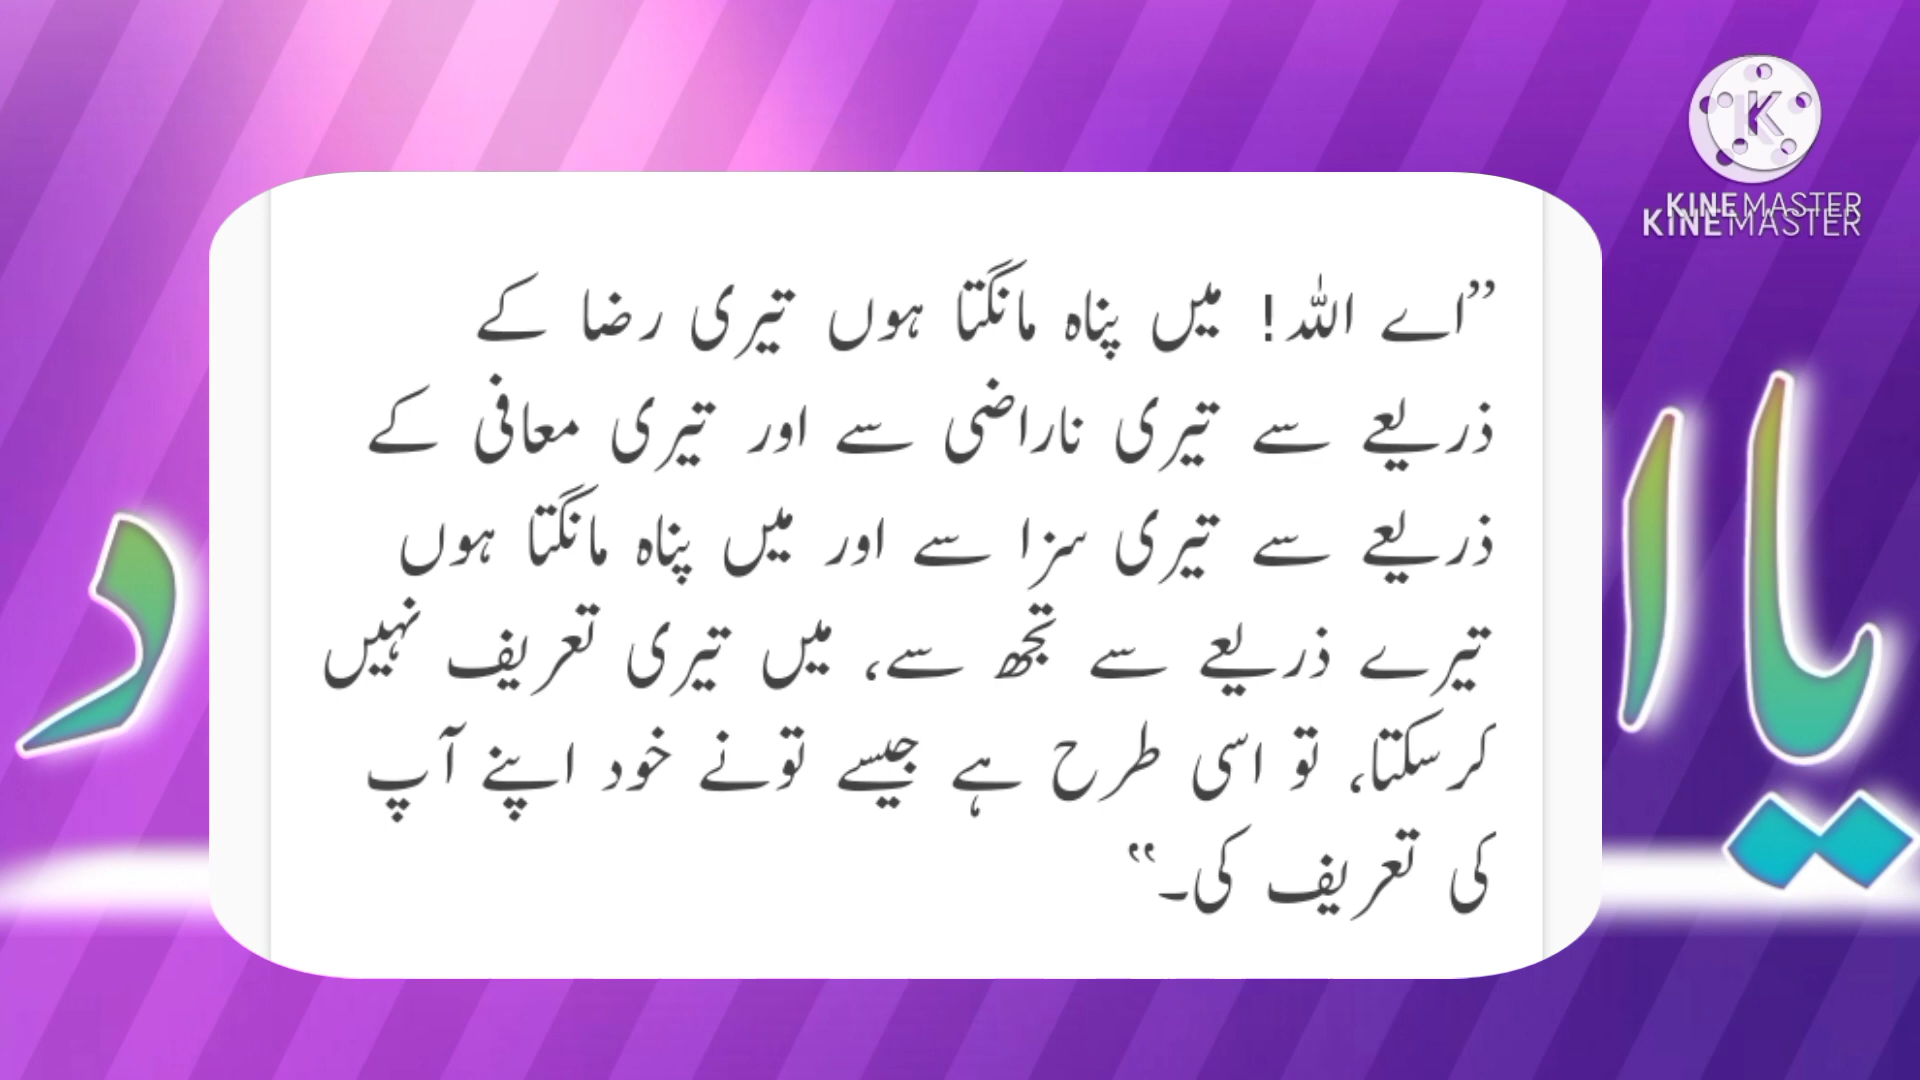 KINEMASTER
KINEMASTER
”اے اللہ! میں پناہ مانگتا ہوں تیری رضا کے
ذریعے سے تیری ناراضی سے اور تیری معافی کے
ذریعے سے تیری سزا سے اور میں پناہ مانگتا ہوں
تیرے ذریعے سے تجھ سے، میں تیری تعریف نہیں
کرسکتا، تو اسی طرح ہے جیسے تونے خود اپنے آپ
کی تعریف کی۔“